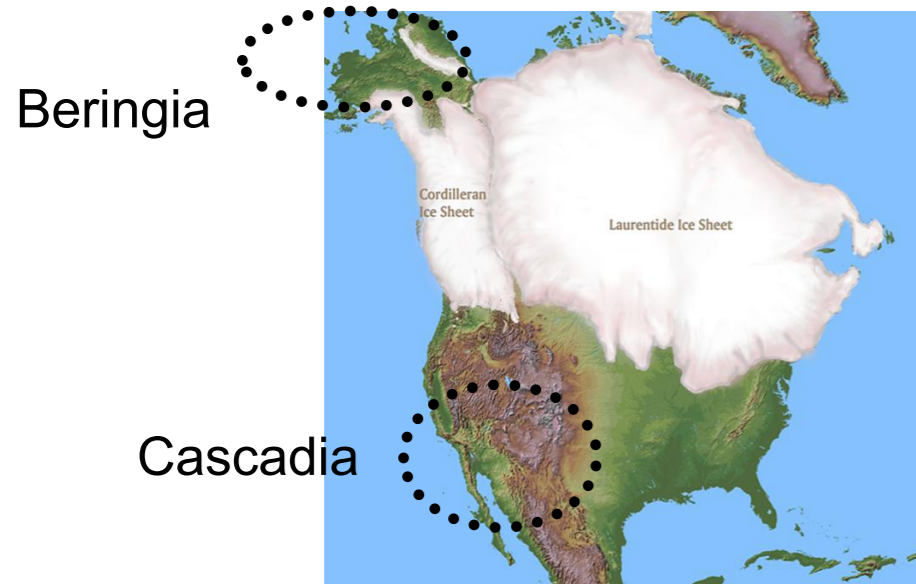 Beringia
Cordilleran
Ice Sheet
Laurentide Ice Sheet
Cascadia